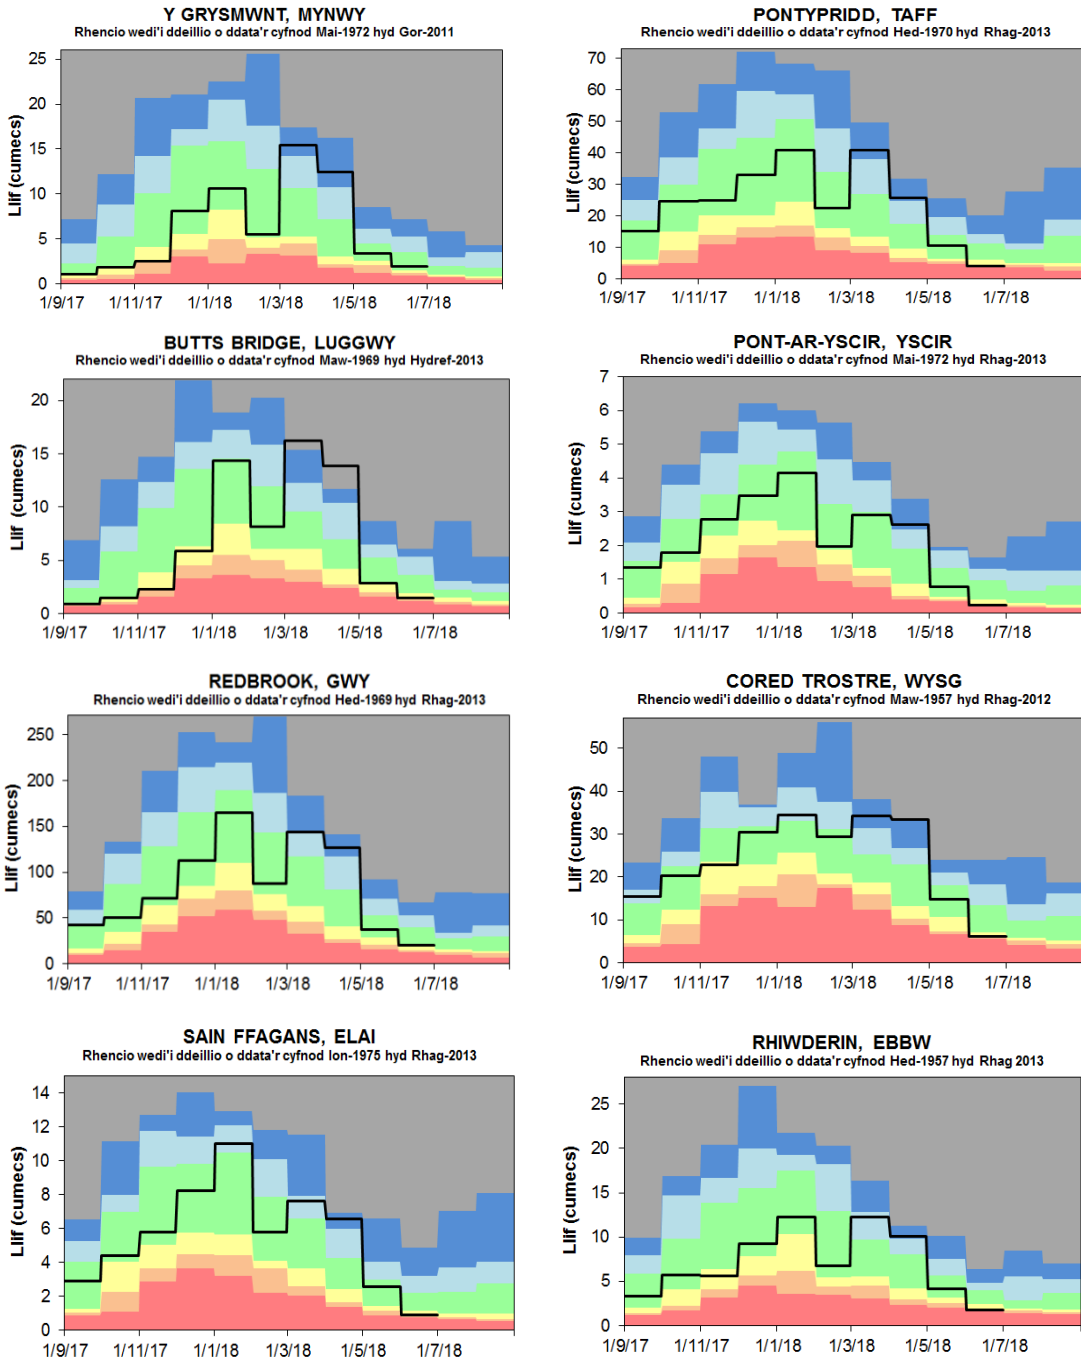 Y GRYSMWNT, MYNWY
Rhencio wedi'i ddeillio o ddata'r cyfnod Mai-1972 hyd Gor-2011
Llif (cumecs)
25
20
15
10
5
0
1/9/17 1/11/17 1/1/18 1/3/18 1/5/18 1/7/18
PONTYPRIDD, TAFF
Rhencio wedi'i ddeillio o ddata'r cyfnod Hed-1970 hyd Rhag-2013
Llif (cumecs)
70
60
50
40
30
20
10
0
1/9/17 1/11/17 1/1/18 1/3/18 1/5/18 1/7/18
BUTTS BRIDGE, LUGGWY
Rhencio wedi'i ddeillio o ddata'r cyfnod Maw-1969 hyd Hydref-2013
Llif (cumecs)
20
15
10
5
0
1/9/17 1/11/17 1/1/18 1/3/18 1/5/18 1/7/18
PONT-AR-YSCIR, YSCIR
Rhencio wedi'i ddeillio o ddata'r cyfnod Mai-1972 hyd Rhag-2013
Llif (cumecs)
7
6
5
4
3
2
1
0
1/9/17 1/11/17 1/1/18 1/3/18 1/5/18 1/7/18
REDBROOK, GWY
Rhencio wedi'i ddeillio o ddata'r cyfnod Hed-1969 hyd Rhag-2013
Llif (cumecs)
250
200
150
100
50
0
1/9/17 1/11/17 1/1/18 1/3/18 1/5/18 1/7/18
CORED TROSTRE, WYSG
Rhencio wedi'i ddeillio o ddata'r cyfnod Maw-1957 hyd Rhag-2012
Llif (cumecs)
50
40
30
20
10
0
1/9/17 1/11/17 1/1/18 1/3/18 1/5/18 1/7/18
SAIN FFAGANS, ELAI
Rhencio wedi'i ddeillio o ddata'r cyfnod Ion-1975 hyd Rhag-2013
Llif (cumecs)
14
12
10
8
6
4
2
0
1/9/17 1/11/17 1/1/18 1/3/18 1/5/18 1/7/18
RHIWDERIN, EBBW
Rhencio wedi'i ddeillio o ddata'r cyfnod Hed-1957 hyd Rhag 2013
Llif (cumecs)
25
20
15
10
5
0
1/9/17 1/11/17 1/1/18 1/3/18 1/5/18 1/7/18